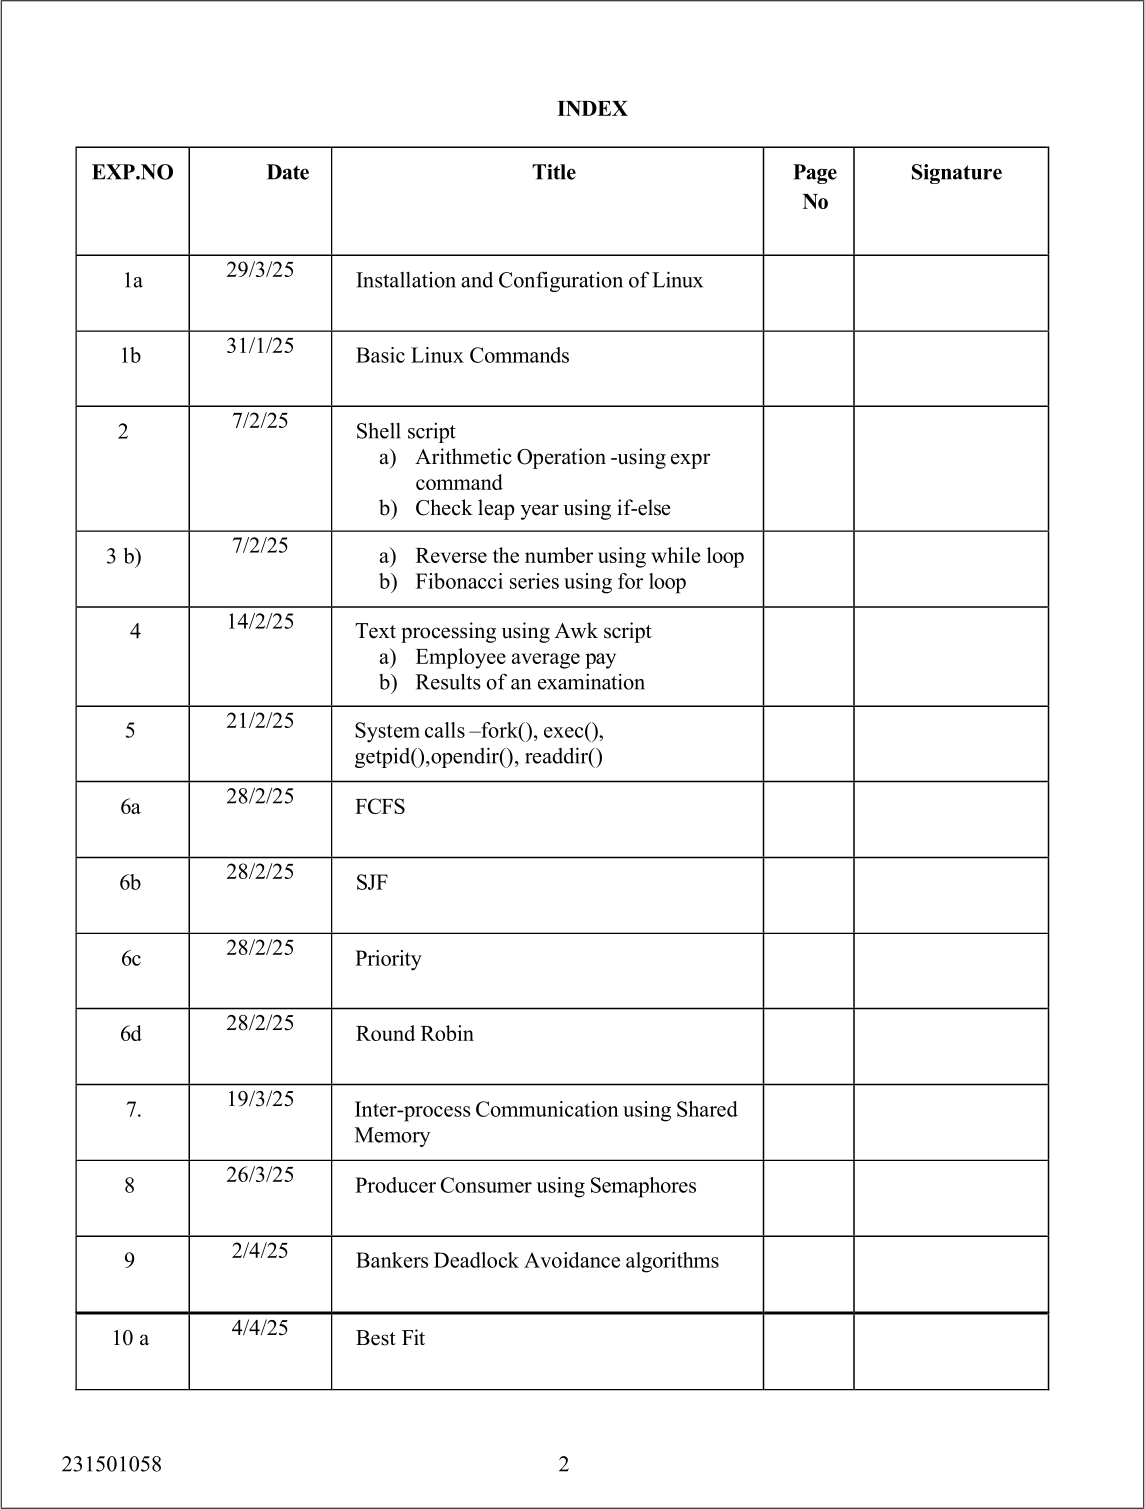 INDEX
EXP.NO Date Title Page No Signature
1a 29/3/25 Installation and Configuration of Linux
1b 31/1/25 Basic Linux Commands
2 7/2/25 Shell script
a) Arithmetic Operation -using expr
command
b) Check leap year using if-else
3 b) 7/2/25 a) Reverse the number using while loop
b) Fibonacci series using for loop
4 14/2/25 Text processing using Awk script
a) Employee average pay
b) Results of an examination
5 21/2/25 System calls –fork(), exec(),
getpid(),opendir(), readdir()
6a 28/2/25 FCFS
6b 28/2/25 SJF
6c 28/2/25 Priority
6d 28/2/25 Round Robin
7. 19/3/25 Inter-process Communication using Shared
Memory
8 26/3/25 Producer Consumer using Semaphores
9 2/4/25 Bankers Deadlock Avoidance algorithms
10 a 4/4/25 Best Fit
231501058 2